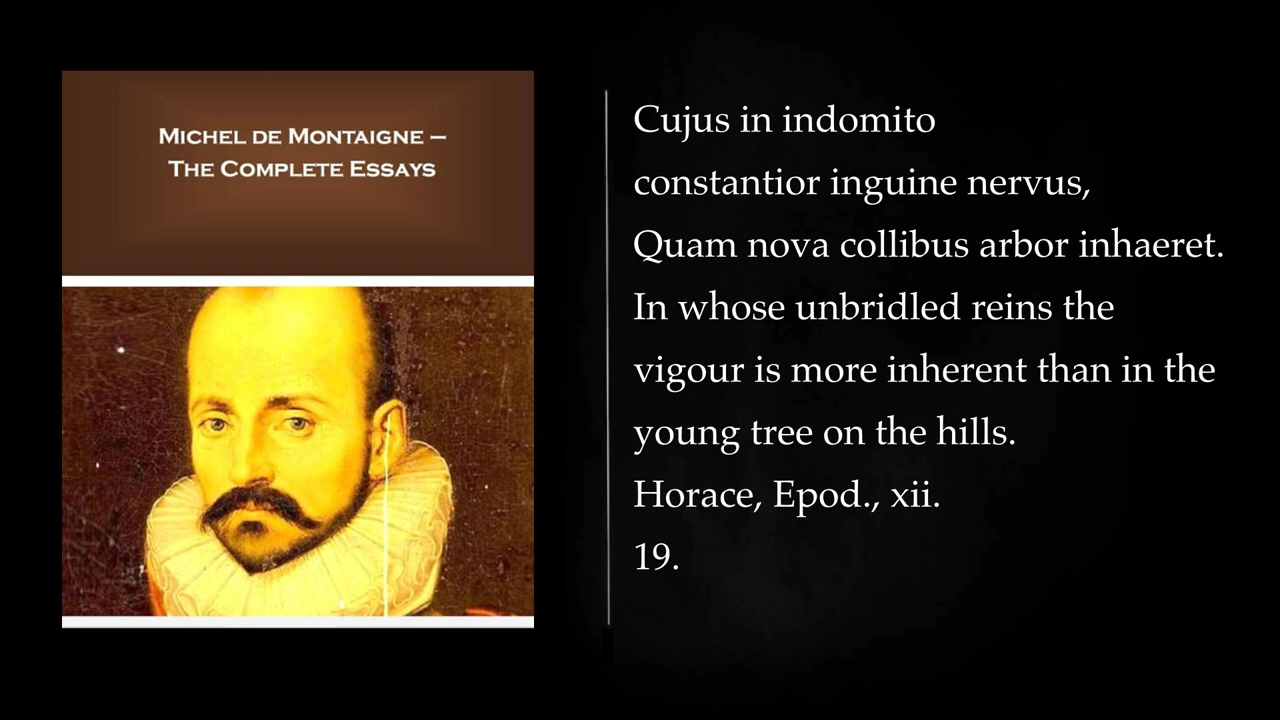 MICHEL DE MONTAIGNE –
THE COMPLETE ESSAYS
Cujus in indomito
constantior inguine nervus,
Quam nova collibus arbor inhaeret.
In whose unbridled reins the
vigour is more inherent than in the
young tree on the hills.
Horace, Epod., xii.
19.